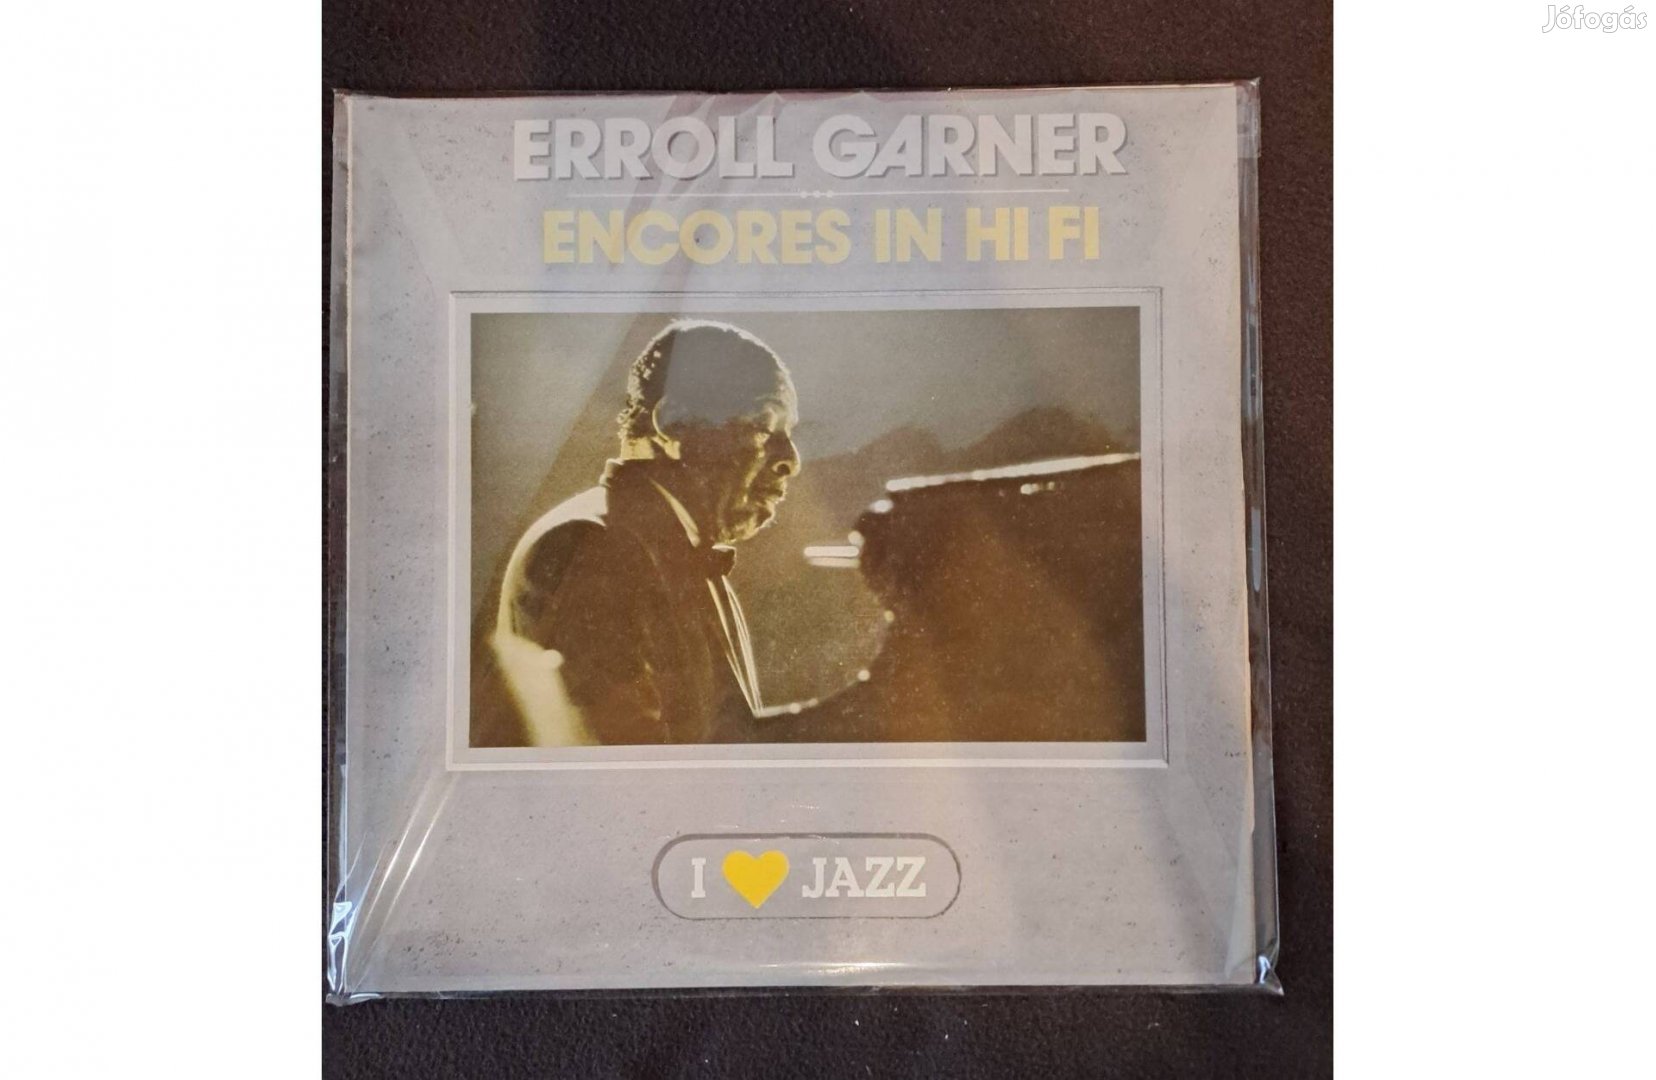 Jófogás
ERROLL GARNER
ENCORES IN HI FI
I 💛 JAZZ